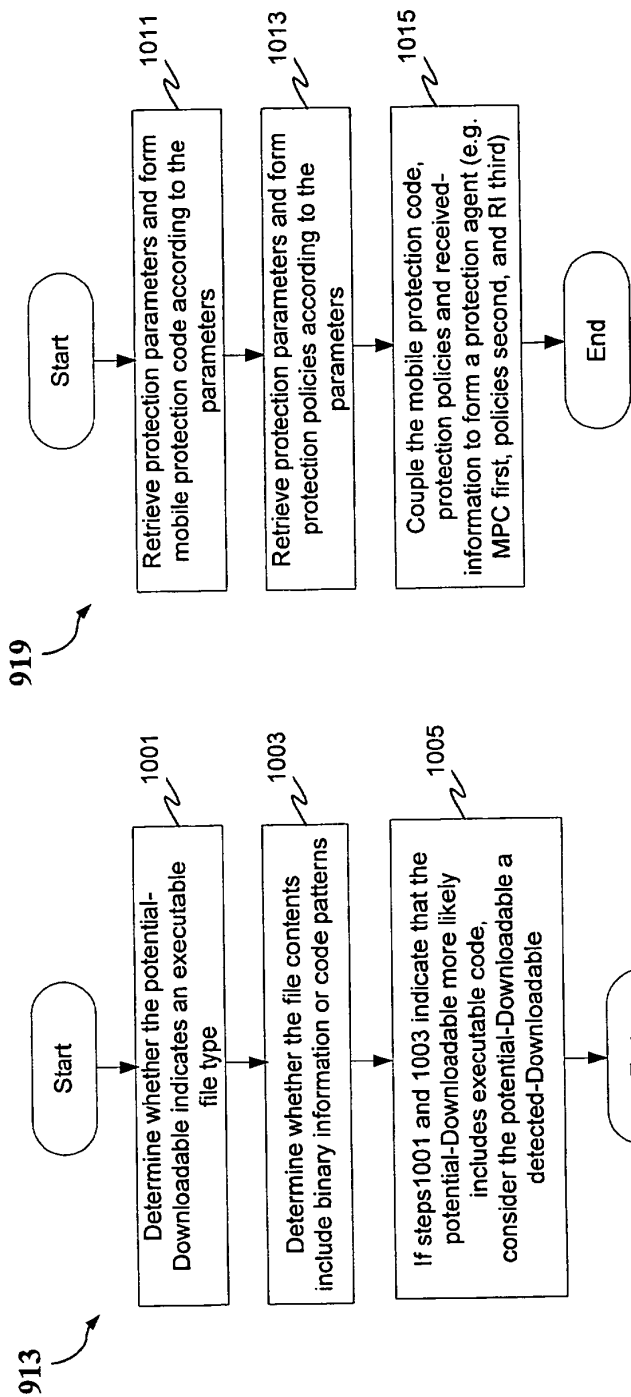 913
Start
Determine whether the potential-
Downloadable indicates an executable
file type
1001
Determine whether the file contents
include binary information or code patterns
1003
If steps1001 and 1003 indicate that the
potential-Downloadable more likely
includes executable code,
consider the potential-Downloadable a
detected-Downloadable
1005
919
Start
Retrieve protection parameters and form
mobile protection code according to the
parameters
1011
Retrieve protection parameters and form
protection policies according to the
parameters
1013
Couple the mobile protection code,
protection policies and received-
information to form a protection agent (e.g.
MPC first, policies second, and RI third)
1015
End